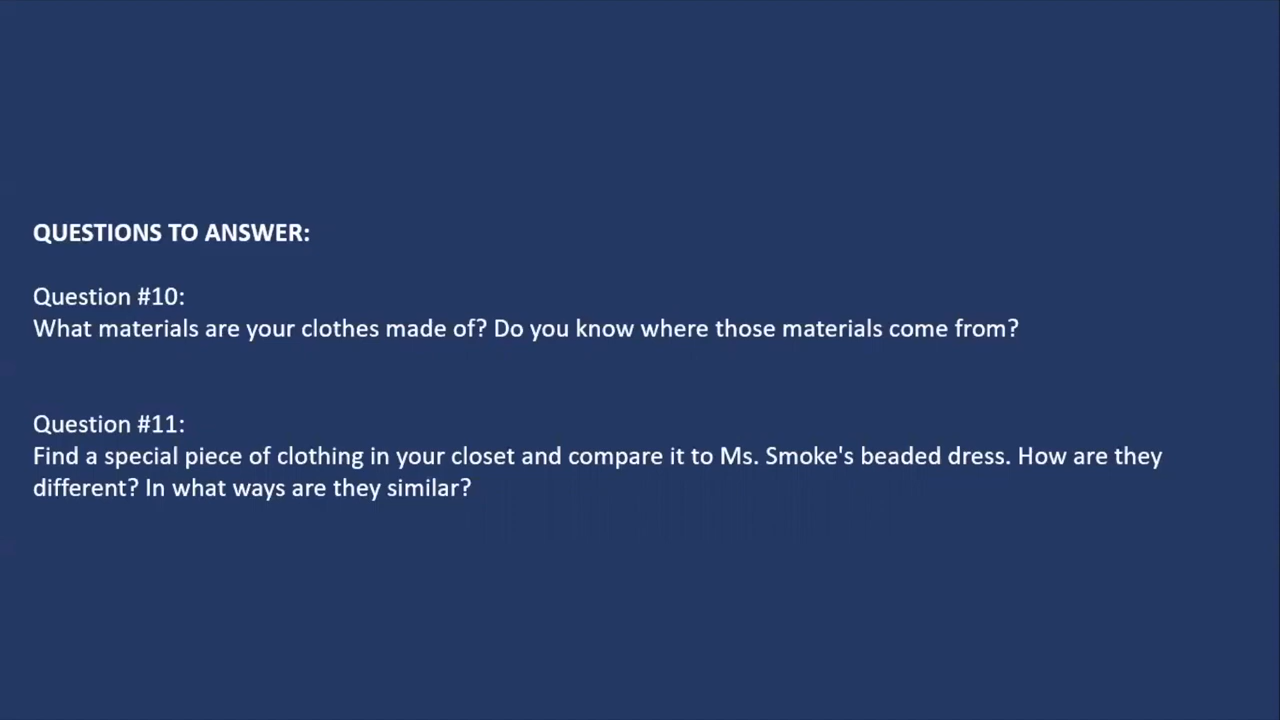 QUESTIONS TO ANSWER:
Question #10:
What materials are your clothes made of? Do you know where those materials come from?
Question #11:
Find a special piece of clothing in your closet and compare it to Ms. Smoke's beaded dress. How are they
different? In what ways are they similar?